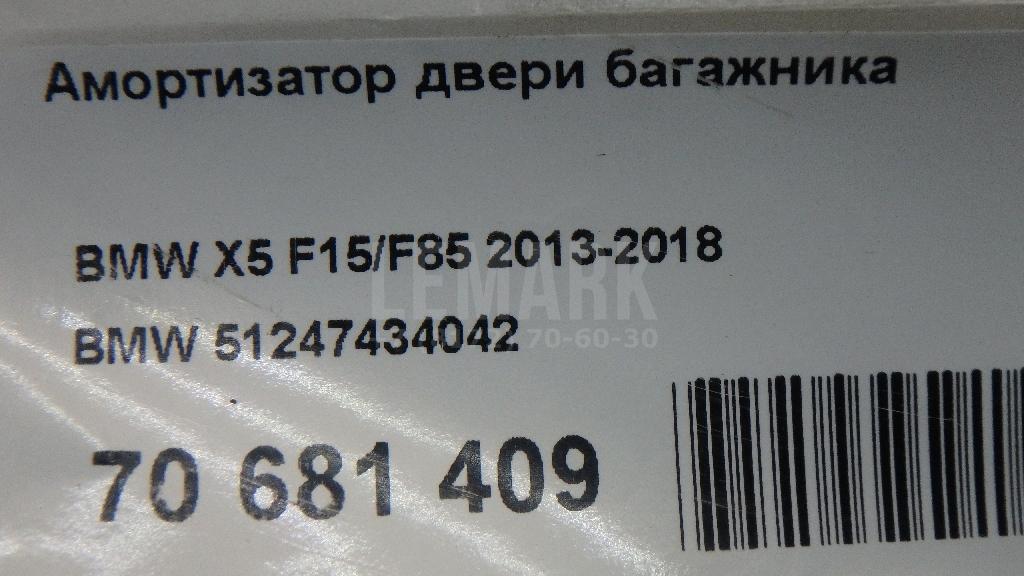 Амортизатор двери багажника
BMW X5 F15/F85 2013-2018
LEMARK
BMW 51247434042
70-60-30
70 681 409